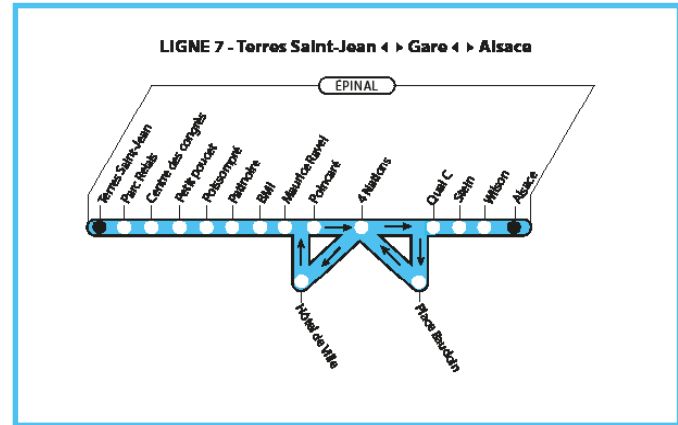 LIGNE 7 - Terres Saint-Jean ◄ ► Gare ◄ ► Alsace
ÉPINAL
Terres Saint-Jean
Parc Relais
Centre des congrès
Petit poucet
Poissompré
Patinoire
BMI
Maurice Ravel
Poincaré
4 Nations
Quai C
Stein
Wilson
Alsace
Hôtel de Ville
Place Baudoin